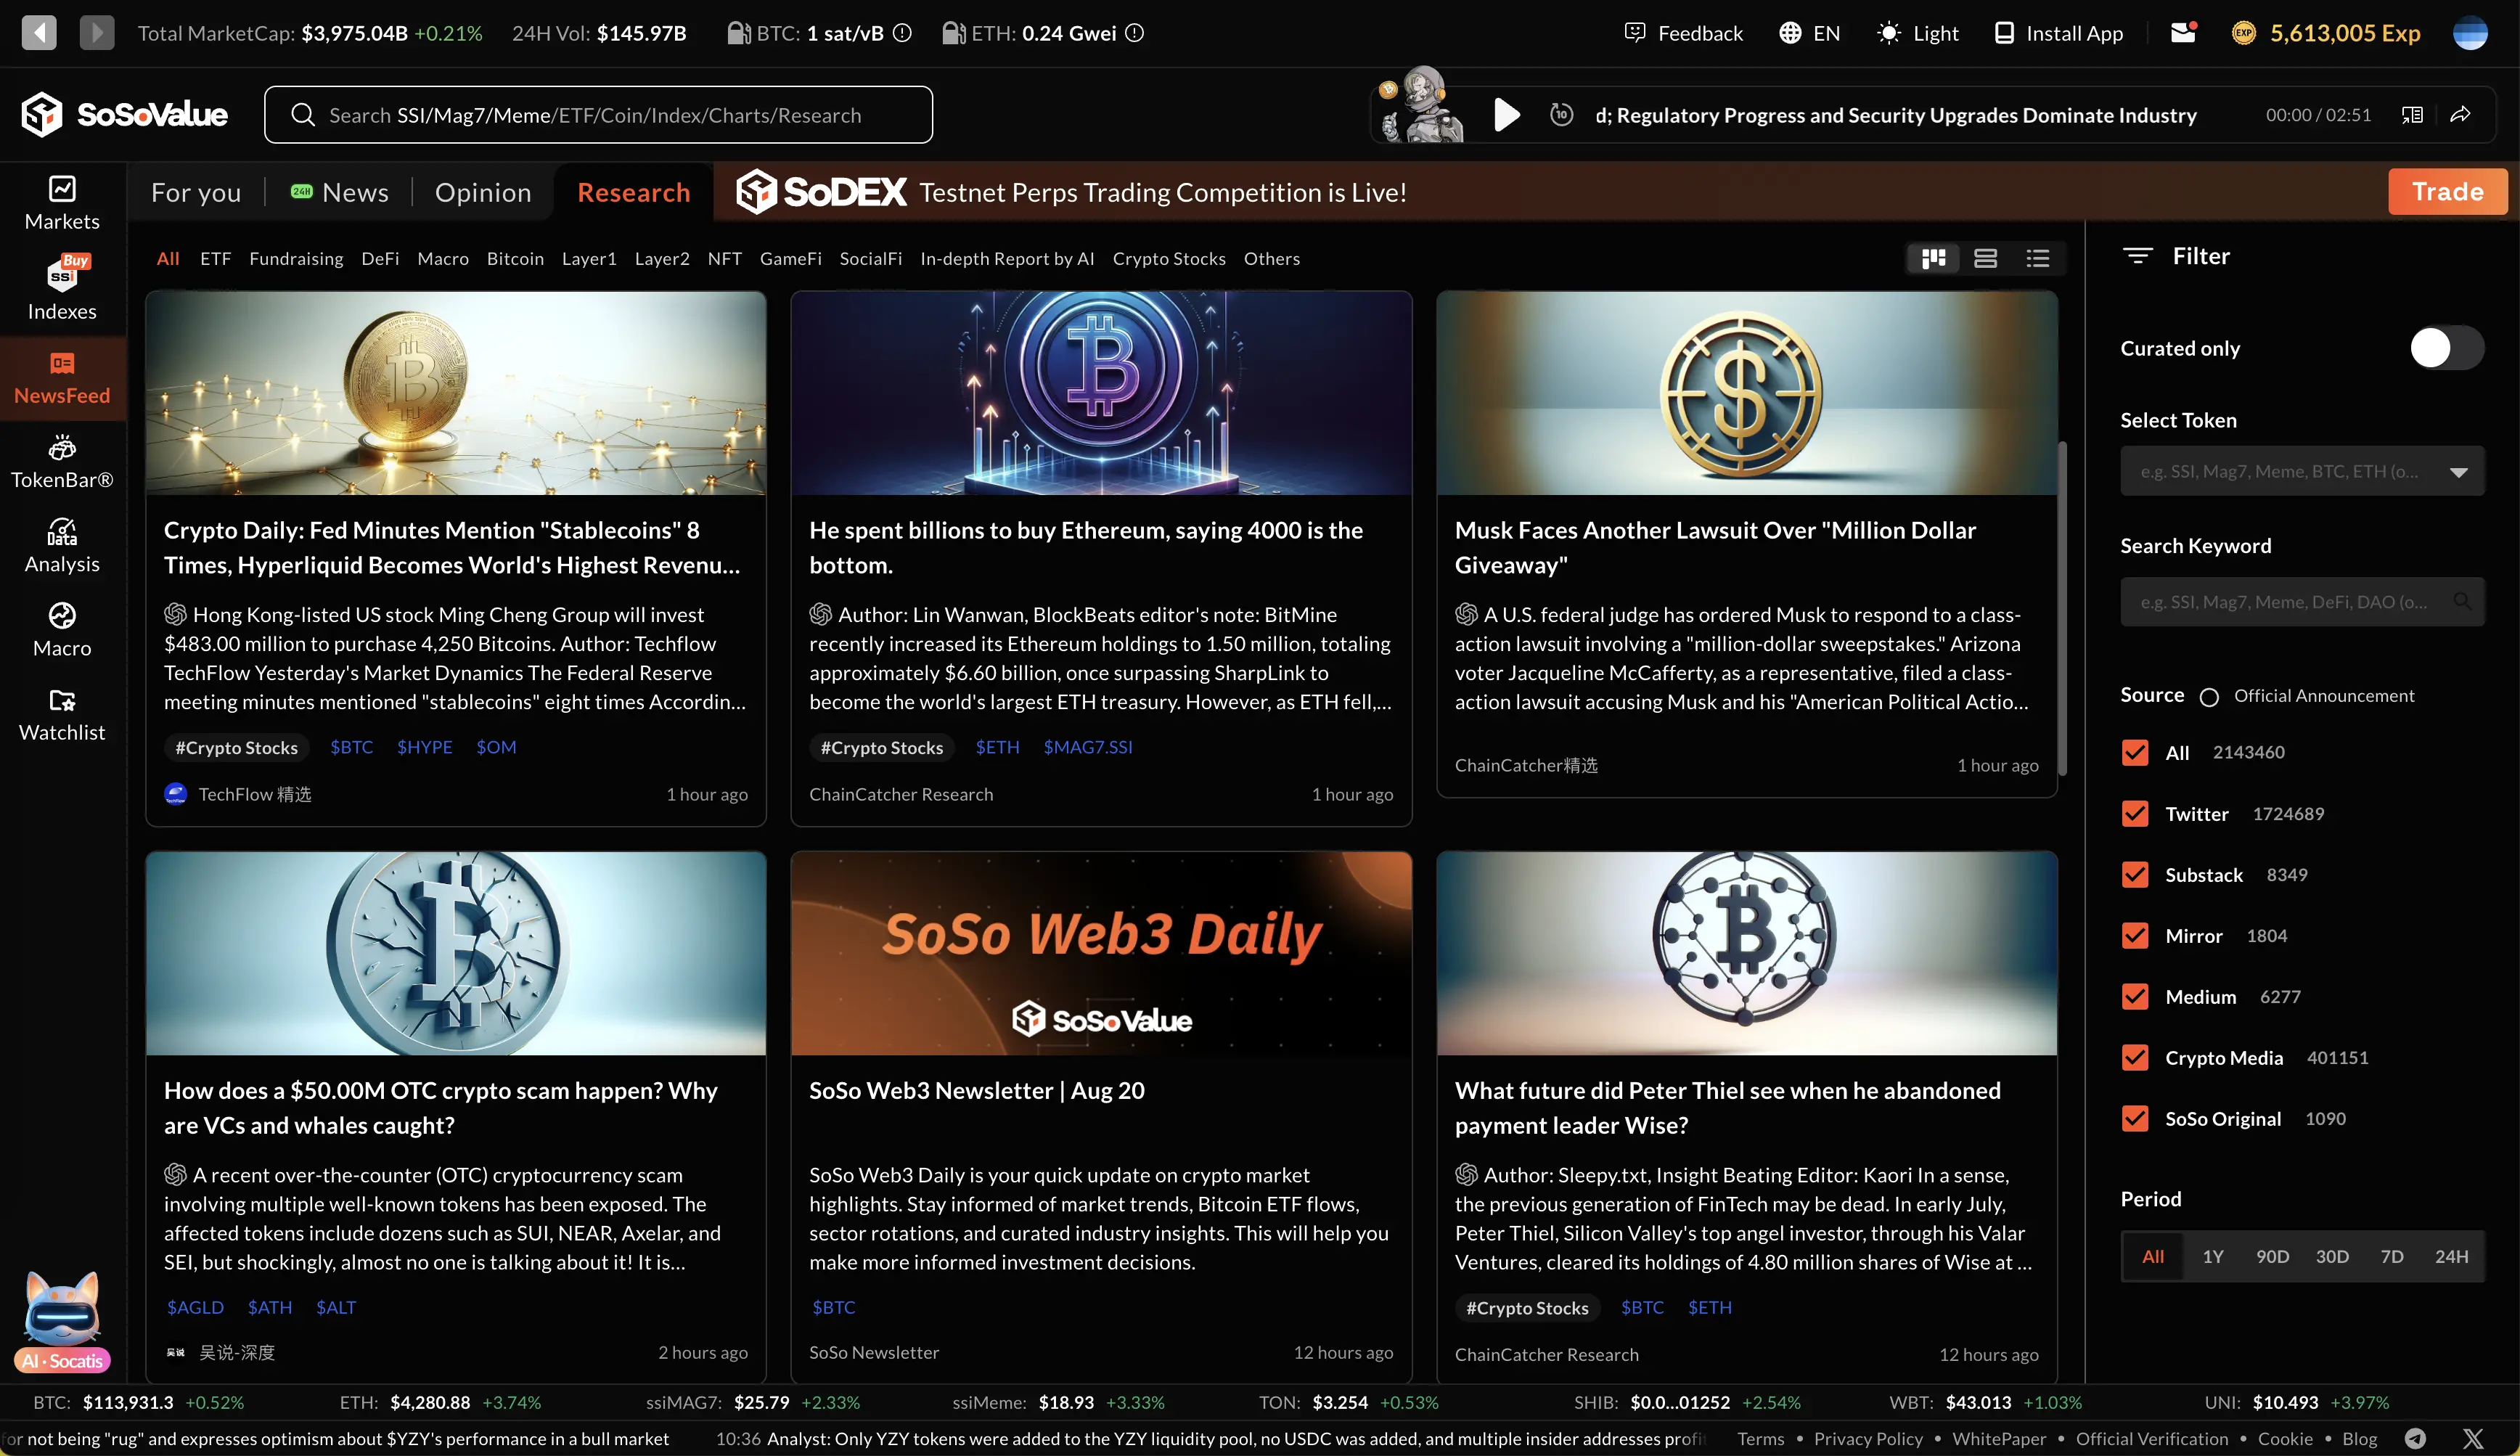 Total MarketCap: $3,975.04B +0.21% 24H Vol: $145.97B BTC: 1 sat/vB ETH: 0.24 Gwei Feedback EN Light Install App EXP 5,613,005 Exp
SoSoValue Search SSI/Mag7/Meme/ETF/Coin/Index/Charts/Research 10 d; Regulatory Progress and Security Upgrades Dominate Industry 00:00 / 02:51
Markets
Buy
ssi
Indexes
NewsFeed
TokenBar®
Data
Analysis
Macro
Watchlist
AI · Socatis
For you 24H News Opinion Research SoDEX Testnet Perps Trading Competition is Live! Trade
All ETF Fundraising DeFi Macro Bitcoin Layer1 Layer2 NFT GameFi SocialFi In-depth Report by AI Crypto Stocks Others
Crypto Daily: Fed Minutes Mention "Stablecoins" 8
Times, Hyperliquid Becomes World's Highest Revenu...
Hong Kong-listed US stock Ming Cheng Group will invest
$483.00 million to purchase 4,250 Bitcoins. Author: Techflow
TechFlow Yesterday's Market Dynamics The Federal Reserve
meeting minutes mentioned "stablecoins" eight times Accordin...
#Crypto Stocks $BTC $HYPE $OM
TechFlow 精选 1 hour ago
He spent billions to buy Ethereum, saying 4000 is the
bottom.
Author: Lin Wanwan, BlockBeats editor's note: BitMine
recently increased its Ethereum holdings to 1.50 million, totaling
approximately $6.60 billion, once surpassing SharpLink to
become the world's largest ETH treasury. However, as ETH fell,...
#Crypto Stocks $ETH $MAG7.SSI
ChainCatcher Research 1 hour ago
Musk Faces Another Lawsuit Over "Million Dollar
Giveaway"
A U.S. federal judge has ordered Musk to respond to a class-
action lawsuit involving a "million-dollar sweepstakes." Arizona
voter Jacqueline McCafferty, as a representative, filed a class-
action lawsuit accusing Musk and his "American Political Actio...
ChainCatcher精选 1 hour ago
How does a $50.00M OTC crypto scam happen? Why
are VCs and whales caught?
A recent over-the-counter (OTC) cryptocurrency scam
involving multiple well-known tokens has been exposed. The
affected tokens include dozens such as SUI, NEAR, Axelar, and
SEI, but shockingly, almost no one is talking about it! It is...
$AGLD $ATH $ALT
吴说 吴说-深度 2 hours ago
SoSo Web3 Daily
SoSoValue
SoSo Web3 Newsletter | Aug 20
SoSo Web3 Daily is your quick update on crypto market
highlights. Stay informed of market trends, Bitcoin ETF flows,
sector rotations, and curated industry insights. This will help you
make more informed investment decisions.
$BTC
SoSo Newsletter 12 hours ago
What future did Peter Thiel see when he abandoned
payment leader Wise?
Author: Sleepy.txt, Insight Beating Editor: Kaori In a sense,
the previous generation of FinTech may be dead. In early July,
Peter Thiel, Silicon Valley's top angel investor, through his Valar
Ventures, cleared its holdings of 4.80 million shares of Wise at ...
#Crypto Stocks $BTC $ETH
ChainCatcher Research 12 hours ago
Filter
Curated only
Select Token
e.g. SSI, Mag7, Meme, BTC, ETH (o...
Search Keyword
e.g. SSI, Mag7, Meme, DeFi, DAO (o...
Source Official Announcement
All 2143460
Twitter 1724689
Substack 8349
Mirror 1804
Medium 6277
Crypto Media 401151
SoSo Original 1090
Period
All 1Y 90D 30D 7D 24H
BTC: $113,931.3 +0.52% ETH: $4,280.88 +3.74% ssiMAG7: $25.79 +2.33% ssiMeme: $18.93 +3.33% TON: $3.254 +0.53% SHIB: $0.0...01252 +2.54% WBT: $43.013 +1.03% UNI: $10.493 +3.97%
for not being "rug" and expresses optimism about $YZY's performance in a bull market 10:36 Analyst: Only YZY tokens were added to the YZY liquidity pool, no USDC was added, and multiple insider addresses profi Terms • Privacy Policy • WhitePaper • Official Verification • Cookie • Blog